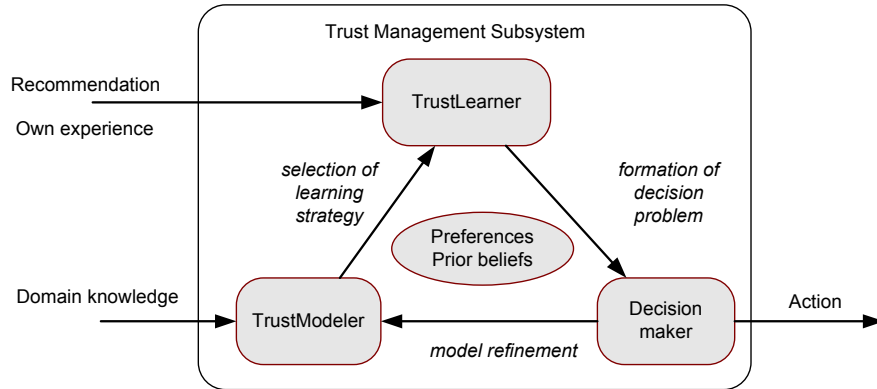 Trust Management Subsystem
Recommendation
Own experience
TrustLearner
selection of
learning
strategy
formation of
decision
problem
Preferences
Prior beliefs
Domain knowledge
TrustModeler
Decision
maker
Action
model refinement